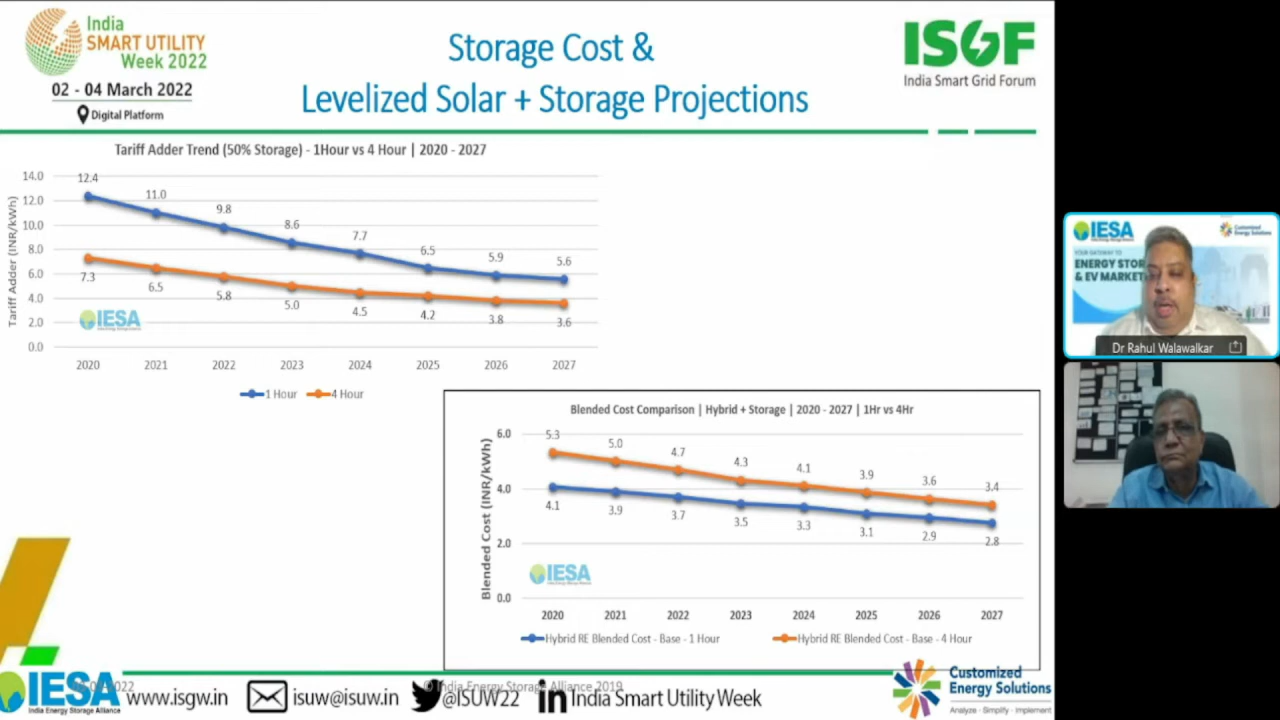 India
SMART UTILITY
Week 2022
02 - 04 March 2022
Digital Platform
Storage Cost &
Levelized Solar + Storage Projections
ISGF
India Smart Grid Forum
Tariff Adder Trend (50% Storage) - 1Hour vs 4 Hour | 2020 - 2027
Tariff Adder (INR/kWh)
14.0
12.0
10.0
8.0
6.0
4.0
2.0
0.0
12.4
11.0
9.8
8.6
7.7
6.5
5.9
5.6
7.3
6.5
5.8
5.0
4.5
4.2
3.8
3.6
IESA
2020 2021 2022 2023 2024 2025 2026 2027
1 Hour 4 Hour
Blended Cost Comparison | Hybrid + Storage | 2020 - 2027 | 1Hr vs 4Hr
Blended Cost (INR/kWh)
6.0
4.0
2.0
0.0
5.3
5.0
4.7
4.3
4.1
3.9
3.6
3.4
4.1
3.9
3.7
3.5
3.3
3.1
2.9
2.8
IESA
2020 2021 2022 2023 2024 2025 2026 2027
Hybrid RE Blended Cost - Base - 1 Hour Hybrid RE Blended Cost - Base - 4 Hour
IESA
Customized
Energy Solutions
YOUR GATEWAY TO
ENERGY STOR
& EV MARKET
Dr Rahul Walawalkar
IESA
India Energy Storage Alliance
2022
www.isgw.in
isuw@isuw.in
© India Energy Storage Alliance 2019
@ISUW22
in India Smart Utility Week
Customized
Energy Solutions
Analyze · Simplify · Implement